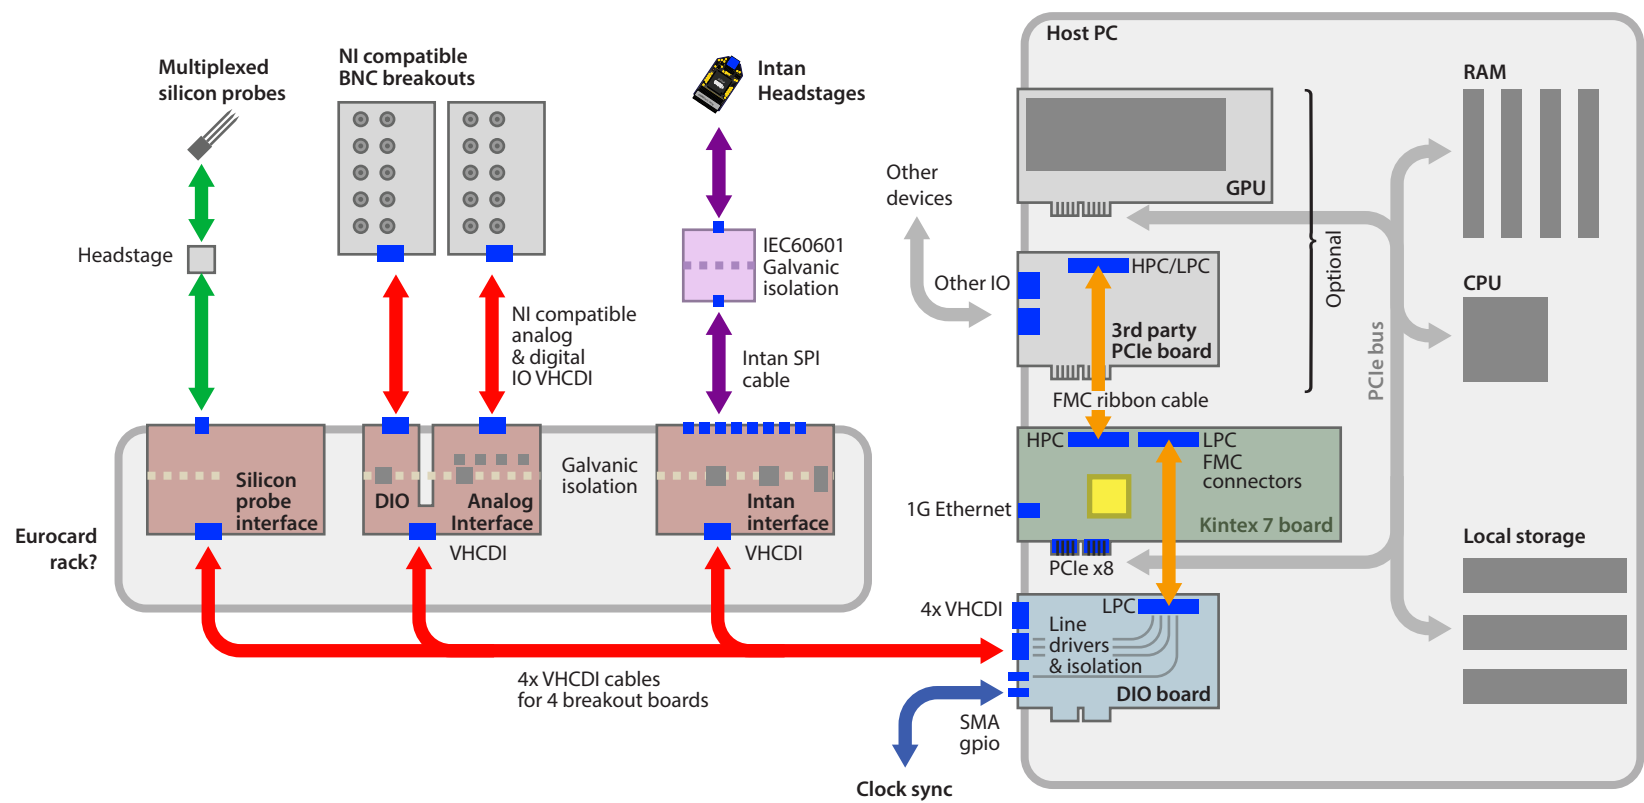 Multiplexed
silicon probes
NI compatible
BNC breakouts
Intan
Headstages
Headstage
NI compatible
analog
& digital
IO VHCDI
IEC60601
Galvanic
isolation
Intan SPI
cable
Eurocard
rack?
Silicon
probe
interface
DIO
Analog
Interface
VHCDI
Galvanic
isolation
Intan
interface
VHCDI
4x VHCDI cables
for 4 breakout boards
Host PC
GPU
Other
devices
Other IO
HPC/LPC
3rd party
PCIe board
Optional
FMC ribbon cable
HPC
LPC
FMC
connectors
1G Ethernet
Kintex 7 board
PCIe x8
PCIe bus
4x VHCDI
LPC
Line
drivers
& isolation
DIO board
SMA
gpio
Clock sync
RAM
CPU
Local storage